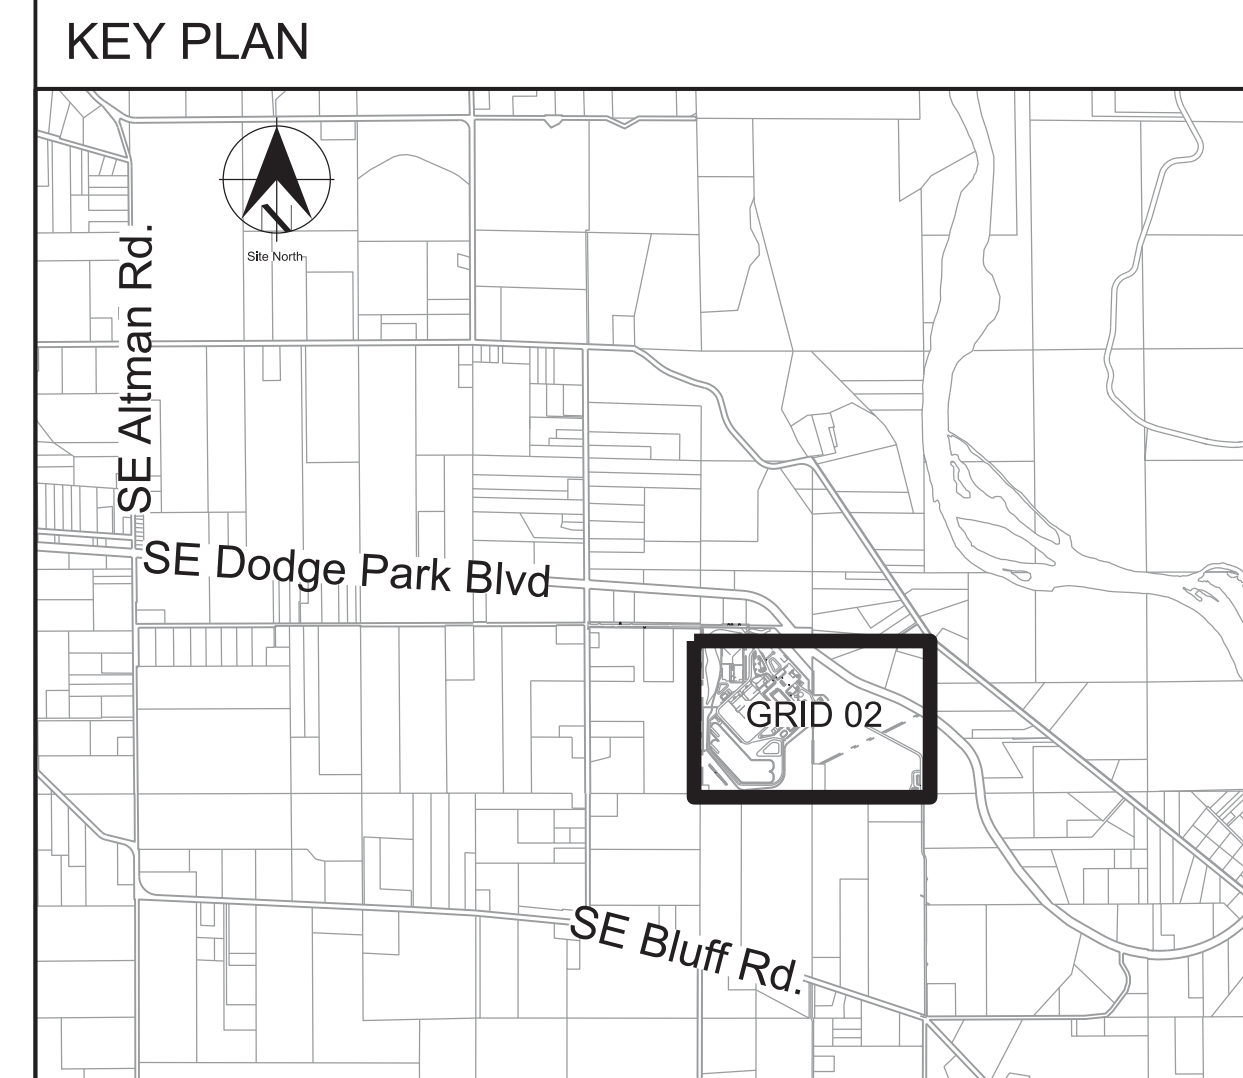 KEY PLAN
Site North
SE Altman Rd.
SE Dodge Park Blvd
GRID 02
SE Bluff Rd.